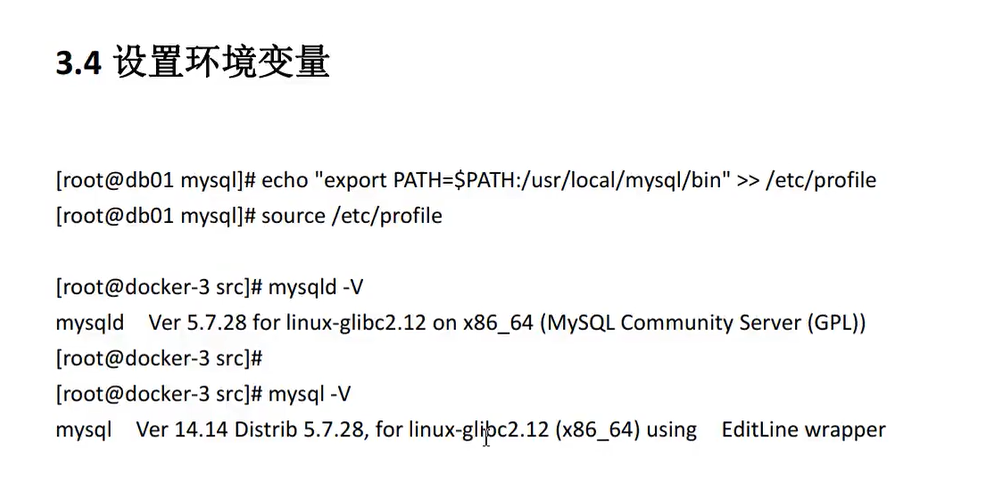 3.4 设置环境变量
[root@db01 mysql]# echo "export PATH=$PATH:/usr/local/mysql/bin" >> /etc/profile
[root@db01 mysql]# source /etc/profile
[root@docker-3 src]# mysqld -V
mysqld Ver 5.7.28 for linux-glibc2.12 on x86_64 (MySQL Community Server (GPL))
[root@docker-3 src]#
[root@docker-3 src]# mysql -V
mysql Ver 14.14 Distrib 5.7.28, for linux-glibc2.12 (x86_64) using EditLine wrapper